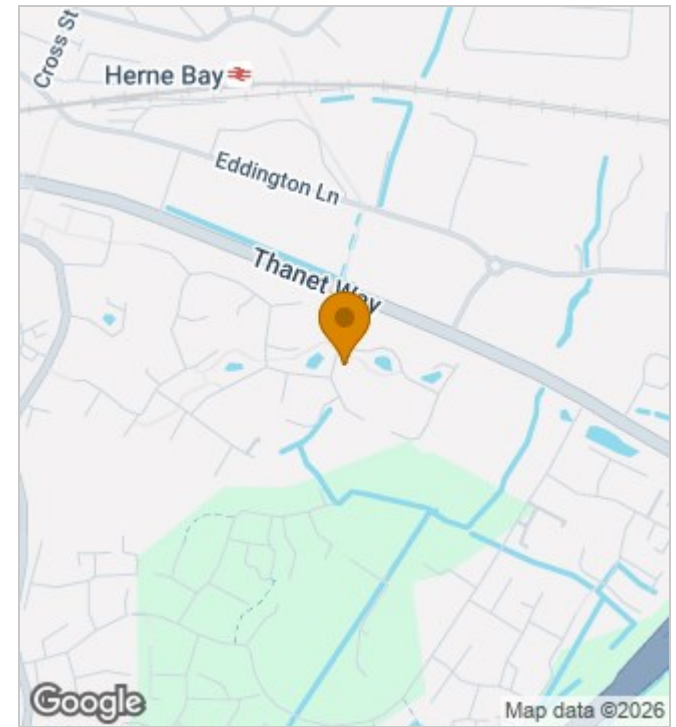 Cross St
Herne Bay
Eddington Ln
Thanet Way
Google
Map data ©2026